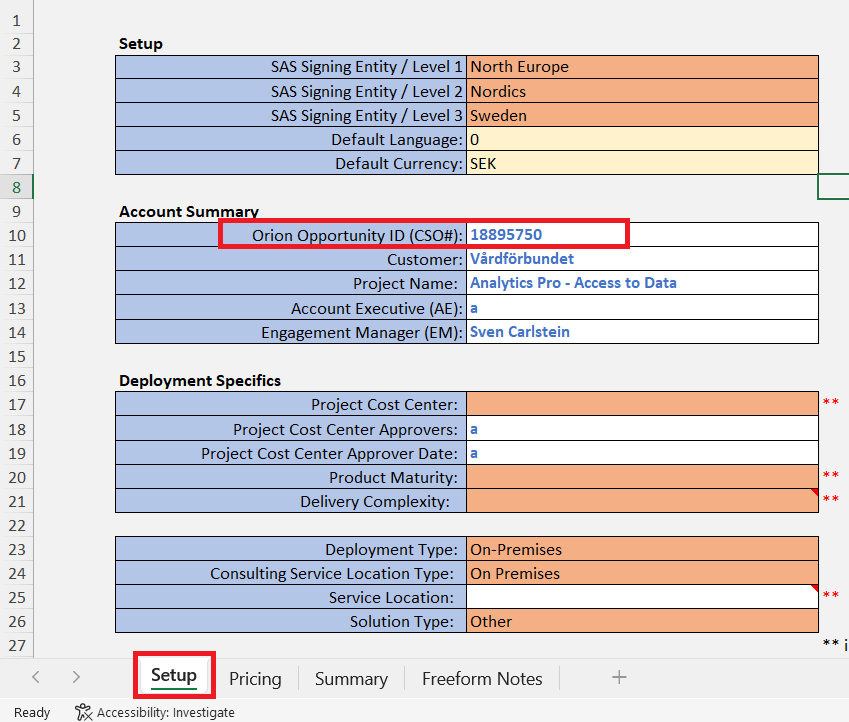 1
2 Setup
3 SAS Signing Entity / Level 1 North Europe
4 SAS Signing Entity / Level 2 Nordics
5 SAS Signing Entity / Level 3 Sweden
6 Default Language: 0
7 Default Currency: SEK
8
9 Account Summary
10 Orion Opportunity ID (CSO#): 18895750
11 Customer: Vårdförbundet
12 Project Name: Analytics Pro - Access to Data
13 Account Executive (AE): a
14 Engagement Manager (EM): Sven Carlstein
15
16 Deployment Specifics
17 Project Cost Center: **
18 Project Cost Center Approvers: a
19 Project Cost Center Approver Date: a
20 Product Maturity: **
21 Delivery Complexity: **
22
23 Deployment Type: On-Premises
24 Consulting Service Location Type: On Premises
25 Service Location: **
26 Solution Type: Other
27 ** i
Setup Pricing Summary Freeform Notes +
Ready Accessibility: Investigate